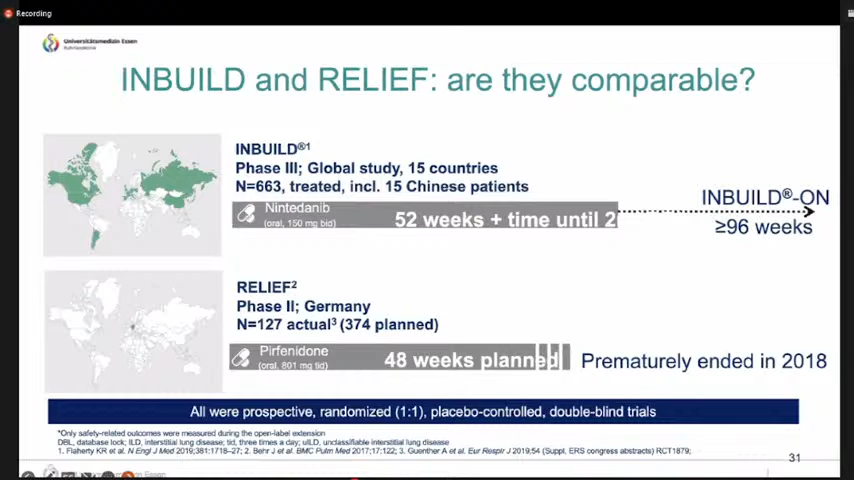 Recording
Universitätsmedizin Essen
Ruhrlandklinik
INBUILD and RELIEF: are they comparable?
INBUILD®1
Phase III; Global study, 15 countries
N=663, treated, incl. 15 Chinese patients
Nintedanib
(oral, 150 mg bid)
52 weeks + time until 2
INBUILD®-ON
≥96 weeks
RELIEF2
Phase II; Germany
N=127 actual3 (374 planned)
Pirfenidone
(oral, 801 mg tid)
48 weeks planned
Prematurely ended in 2018
All were prospective, randomized (1:1), placebo-controlled, double-blind trials
*Only safety-related outcomes were measured during the open-label extension
DBL, database lock; ILD, interstitial lung disease; tid, three times a day; uILD, unclassifiable interstitial lung disease
1. Flaherty KR et al. N Engl J Med 2019;381:1718–27; 2. Behr J et al. BMC Pulm Med 2017;17:122; 3. Guenther A et al. Eur Respir J 2019;54 (Suppl, ERS congress abstracts) RCT1879;
31